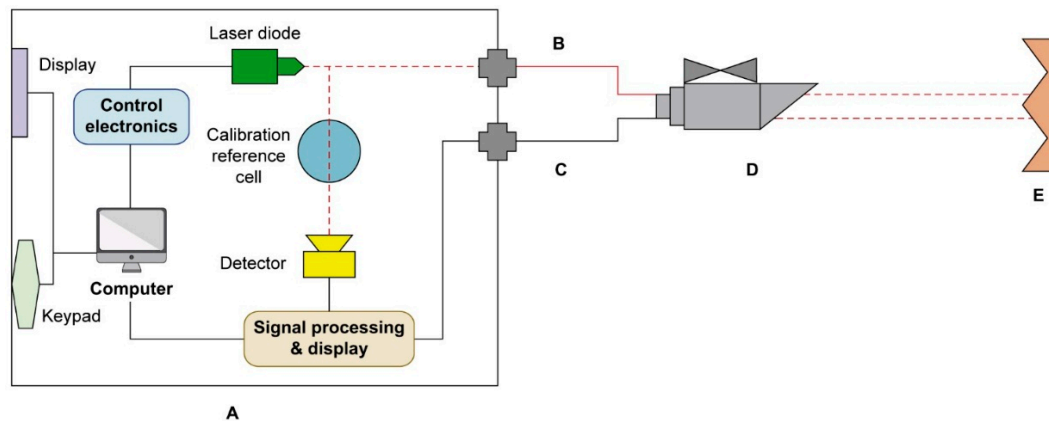 Laser diode
B
Display
Control
electronics
Calibration
reference
cell
C
D
E
Detector
Computer
Keypad
Signal processing
& display
A